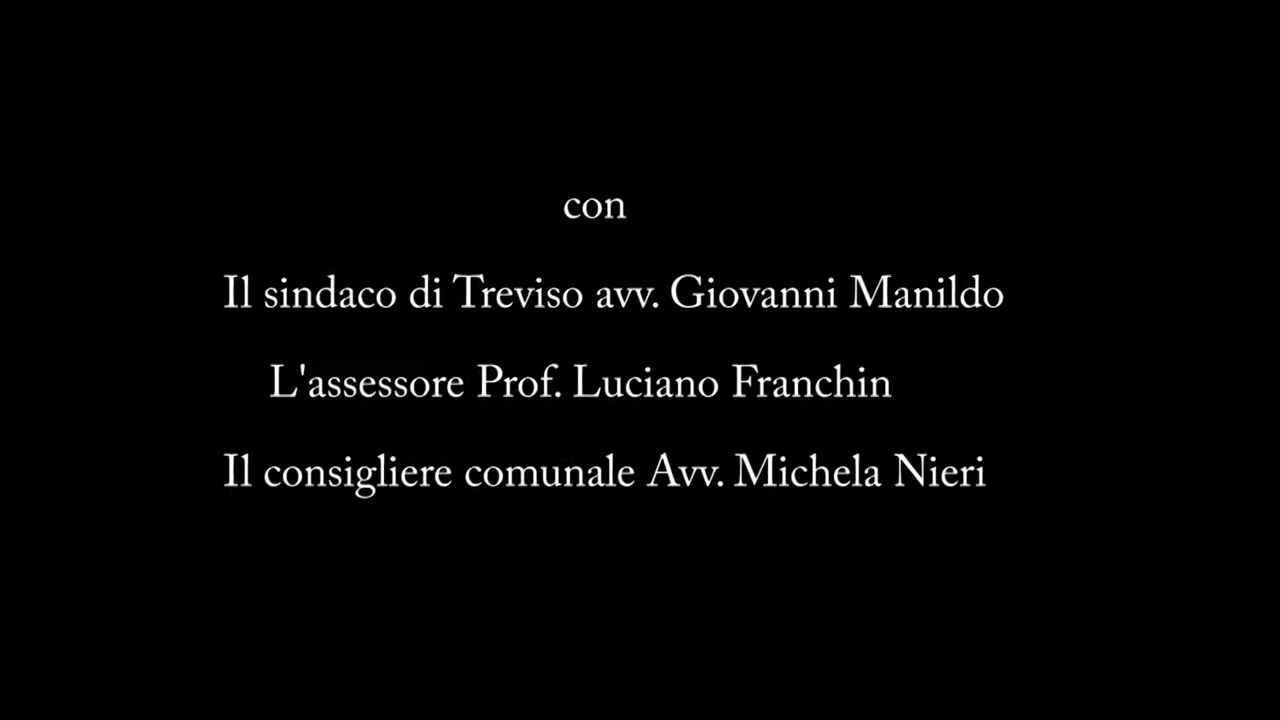 con
Il sindaco di Treviso avv. Giovanni Manildo
L'assessore Prof. Luciano Franchin
Il consigliere comunale Avv. Michela Nieri